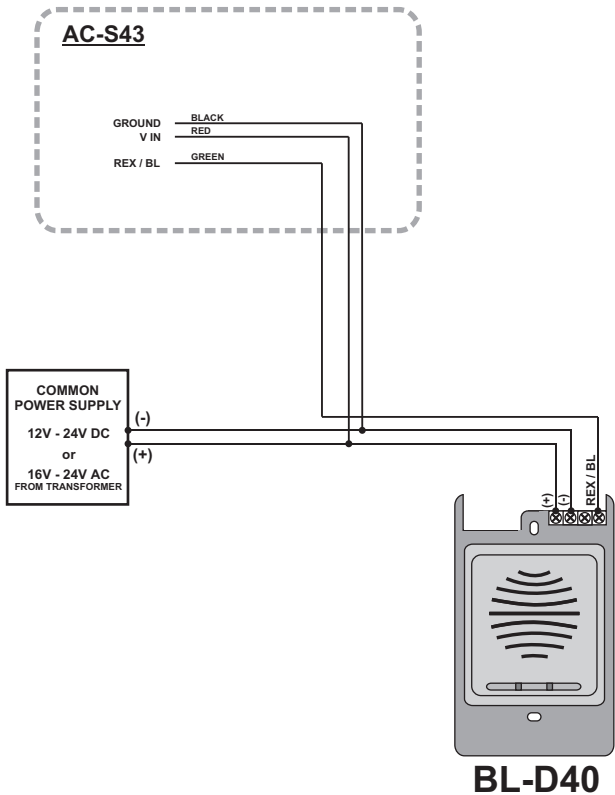 AC-S43
GROUND BLACK
V IN RED
REX / BL GREEN
COMMON
POWER SUPPLY
12V - 24V DC
or
16V - 24V AC
FROM TRANSFORMER
(-)
(+)
(+)
(-)
REX / BL
BL-D40